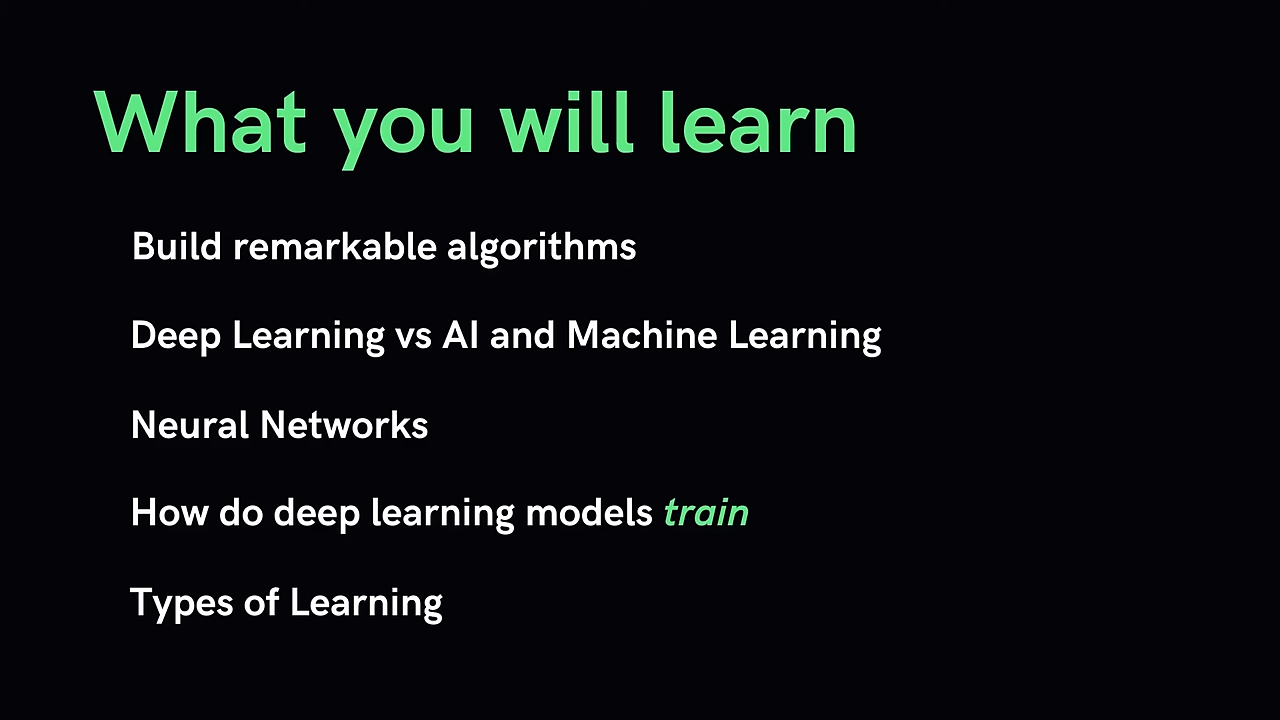 What you will learn
Build remarkable algorithms
Deep Learning vs AI and Machine Learning
Neural Networks
How do deep learning models train
Types of Learning